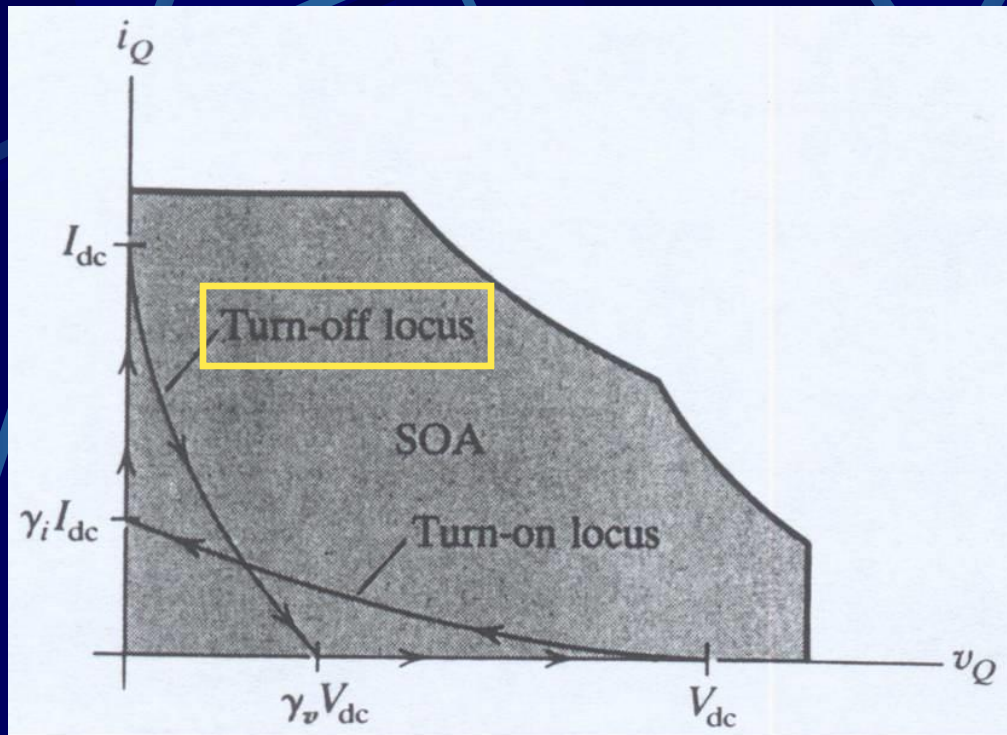 i_Q
I_dc
Turn-off locus
SOA
γ_i I_dc
Turn-on locus
v_Q
γ_v V_dc
V_dc